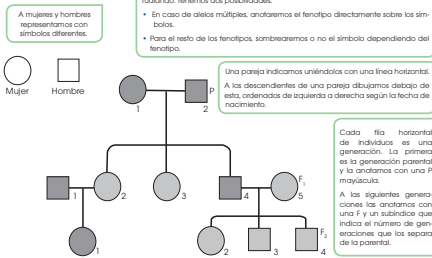 A mujeres y hombres
representamos con
símbolos diferentes.
• En caso de alelos múltiples, anotaremos el fenotipo directamente sobre los sím-
bolos.
• Para el resto de los fenotipos, sombrearemos o no el símbolo dependiendo del
fenotipo.
Mujer
Hombre
Una pareja indicamos uniéndolos con una línea horizontal.
A los descendientes de una pareja dibujamos debajo de
esta, ordenados de izquierda a derecha según la fecha de
nacimiento.
P
1
2
Cada fila horizontal
de individuos es una
generación. La primera
es la generación parental
y la anotamos con una P
mayúscula.
A las siguientes genera-
ciones las anotamos con
una F y un subíndice que
indica el número de gen-
eraciones que los separa
de la parental.
1
2
3
4
F1
5
1
2
3
F2
4